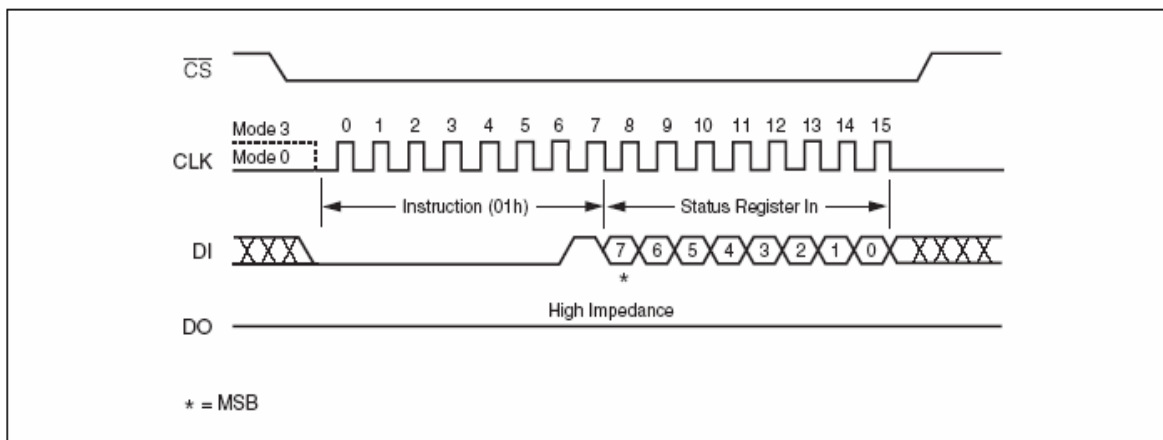 CS
Mode 3
0 1 2 3 4 5 6 7 8 9 10 11 12 13 14 15
CLK
Mode 0
Instruction (01h)
Status Register In
DI
7 6 5 4 3 2 1 0
*
High Impedance
DO
* = MSB